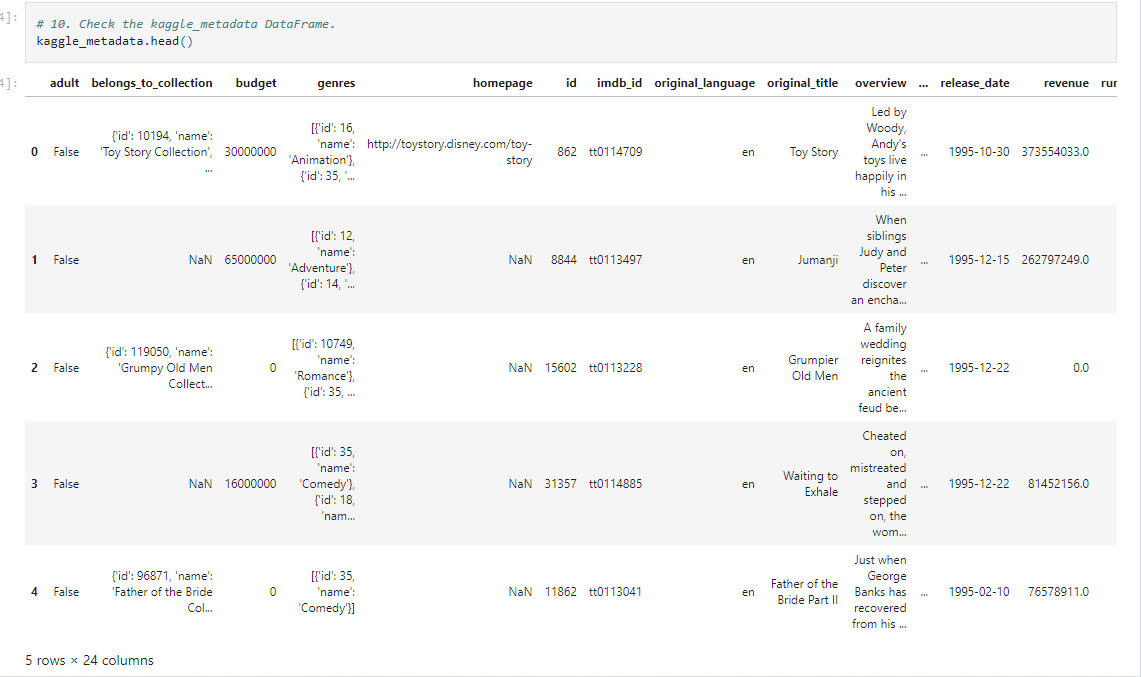 4]:
# 10. Check the kaggle_metadata DataFrame.
kaggle_metadata.head()
4]:
adult belongs_to_collection budget genres homepage id imdb_id original_language original_title overview ... release_date revenue rur
0 False {'id': 10194, 'name': 'Toy Story Collection', ... 30000000 [{'id': 16, 'name': 'Animation'}, {'id': 35, '... http://toystory.disney.com/toy-story 862 tt0114709 en Toy Story Led by Woody, Andy's toys live happily in his ... ... 1995-10-30 373554033.0
1 False NaN 65000000 [{'id': 12, 'name': 'Adventure'}, {'id': 14, '... NaN 8844 tt0113497 en Jumanji When siblings Judy and Peter discover an encha... ... 1995-12-15 262797249.0
2 False {'id': 119050, 'name': 'Grumpy Old Men Collect... 0 [{'id': 10749, 'name': 'Romance'}, {'id': 35, ... NaN 15602 tt0113228 en Grumpier Old Men A family wedding reignites the ancient feud be... ... 1995-12-22 0.0
3 False NaN 16000000 [{'id': 35, 'name': 'Comedy'}, {'id': 18, 'nam... NaN 31357 tt0114885 en Waiting to Exhale Cheated on, mistreated and stepped on, the wom... ... 1995-12-22 81452156.0
4 False {'id': 96871, 'name': 'Father of the Bride Col... 0 [{'id': 35, 'name': 'Comedy'}] NaN 11862 tt0113041 en Father of the Bride Part II Just when George Banks has recovered from his ... ... 1995-02-10 76578911.0
5 rows × 24 columns